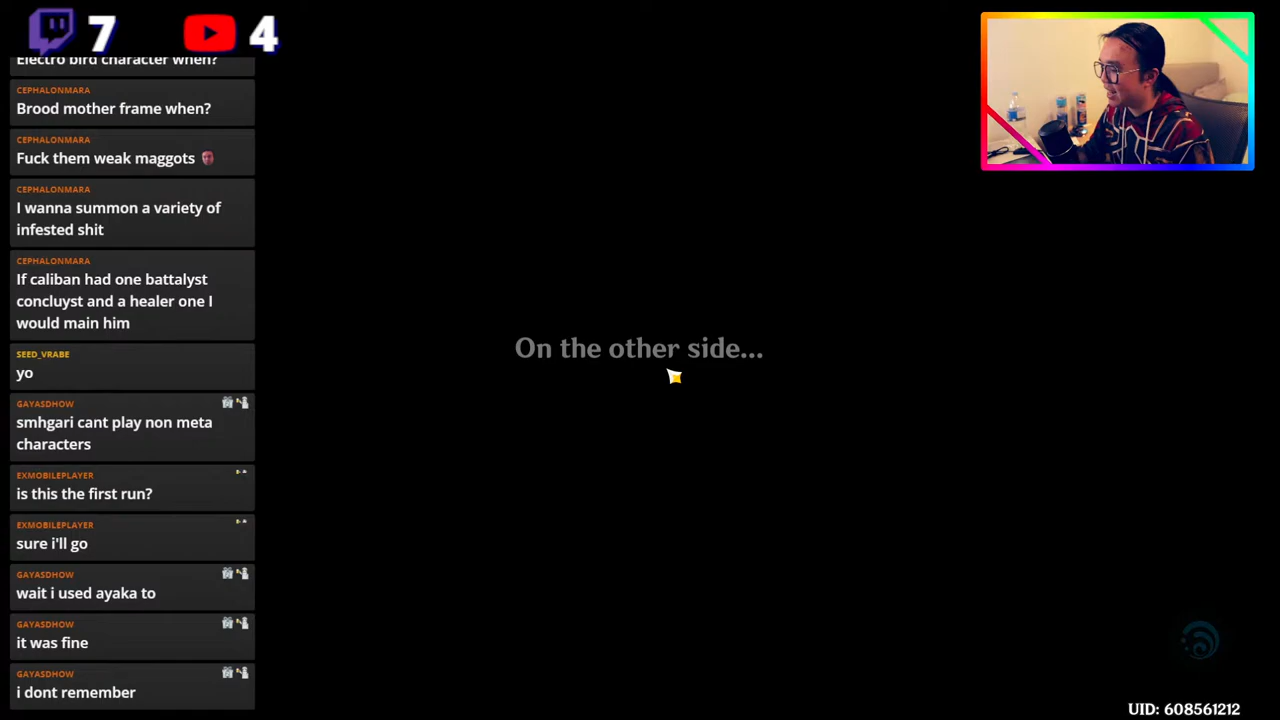 7
4
Electro bird character when?
CEPHALONMARA
Brood mother frame when?
CEPHALONMARA
Fuck them weak maggots
CEPHALONMARA
I wanna summon a variety of
infested shit
CEPHALONMARA
If caliban had one battalyst
concluyst and a healer one I
would main him
SEED_VRABE
yo
GAYASDHOW
smhgari cant play non meta
characters
EXMOBILEPLAYER
is this the first run?
EXMOBILEPLAYER
sure i'll go
GAYASDHOW
wait i used ayaka to
GAYASDHOW
it was fine
GAYASDHOW
i dont remember
On the other side...
UID: 608561212